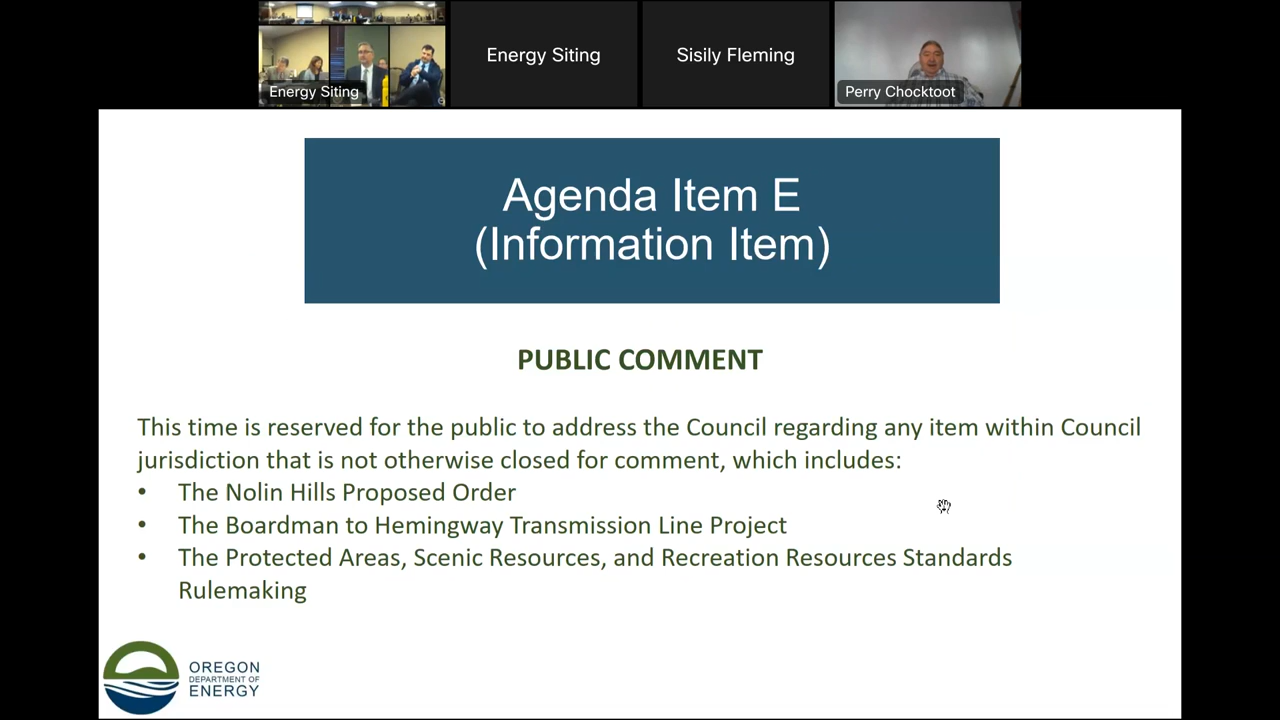 Energy Siting
Energy Siting
Sisily Fleming
Perry Chocktoot
Agenda Item E
(Information Item)
PUBLIC COMMENT
This time is reserved for the public to address the Council regarding any item within Council
jurisdiction that is not otherwise closed for comment, which includes:
• The Nolin Hills Proposed Order
• The Boardman to Hemingway Transmission Line Project
• The Protected Areas, Scenic Resources, and Recreation Resources Standards
Rulemaking
OREGON
DEPARTMENT OF
ENERGY